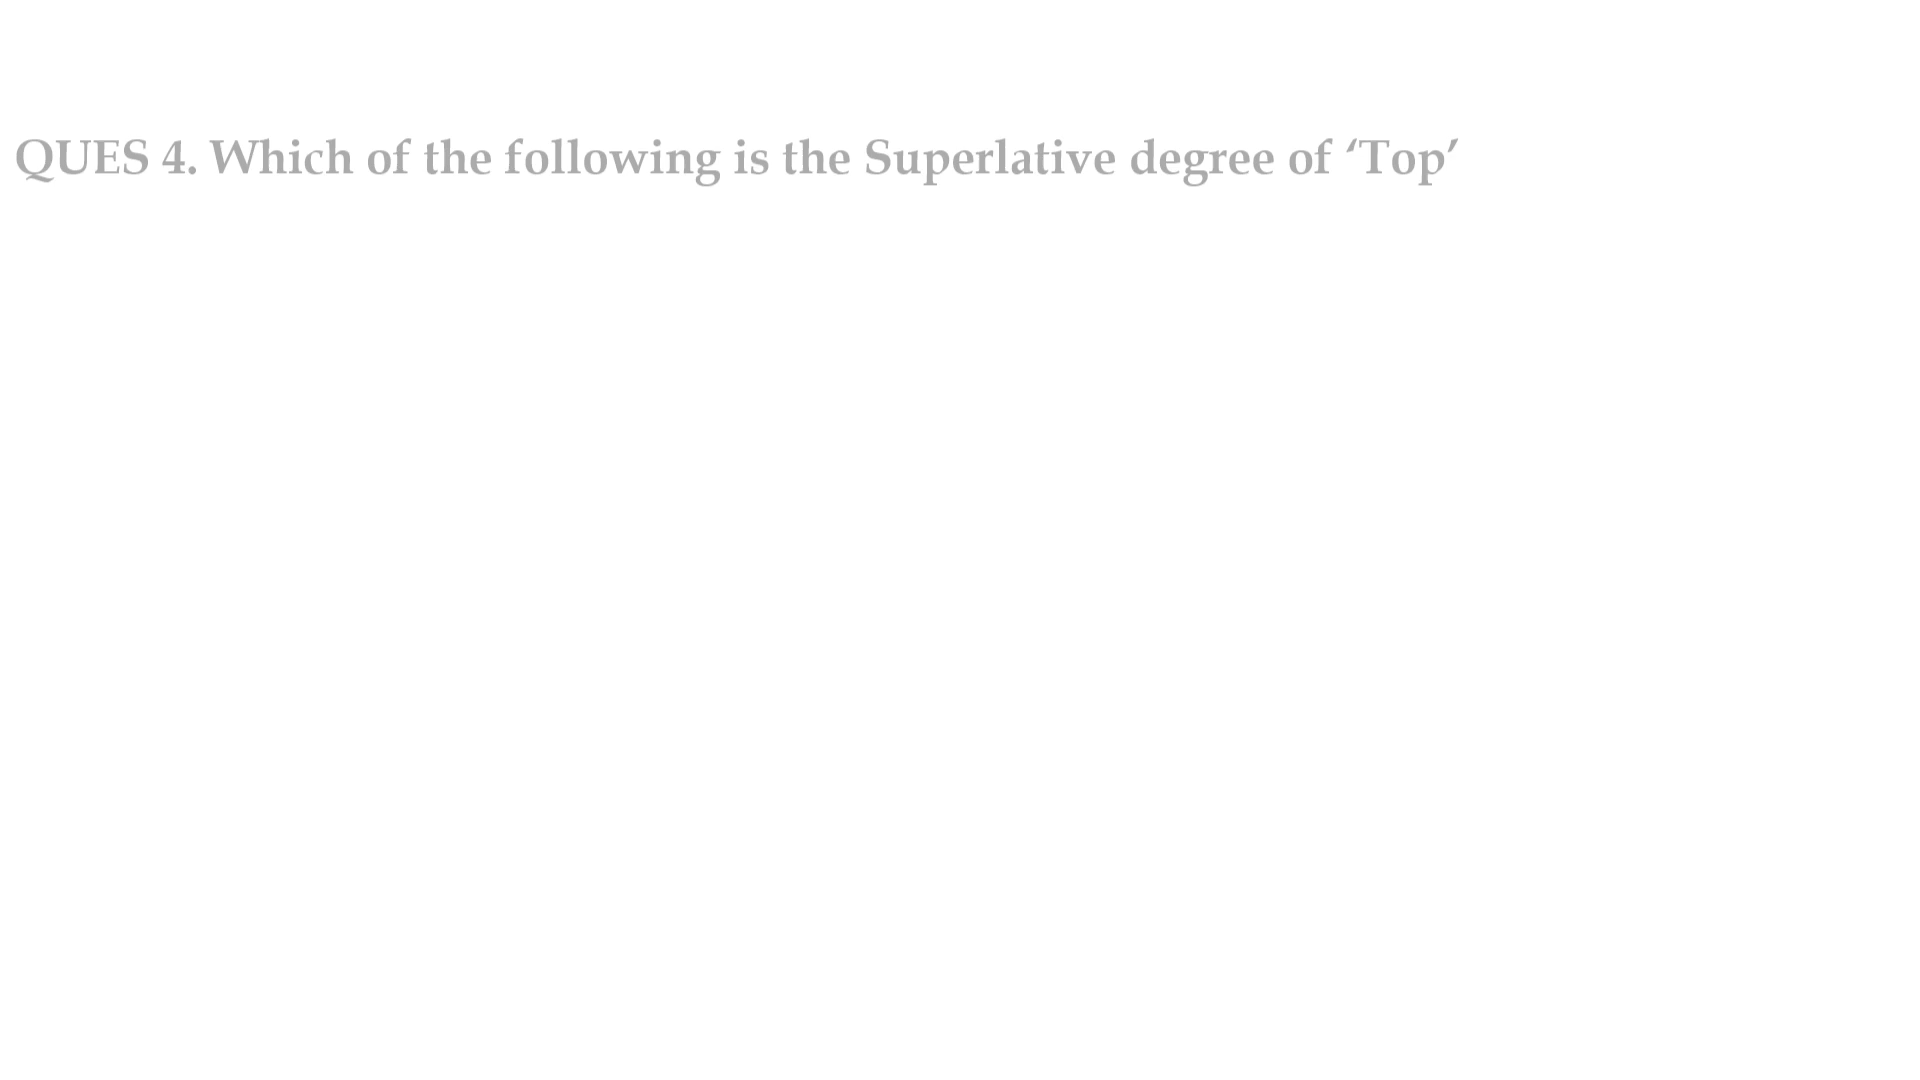 QUES 4. Which of the following is the Superlative degree of ‘Top’